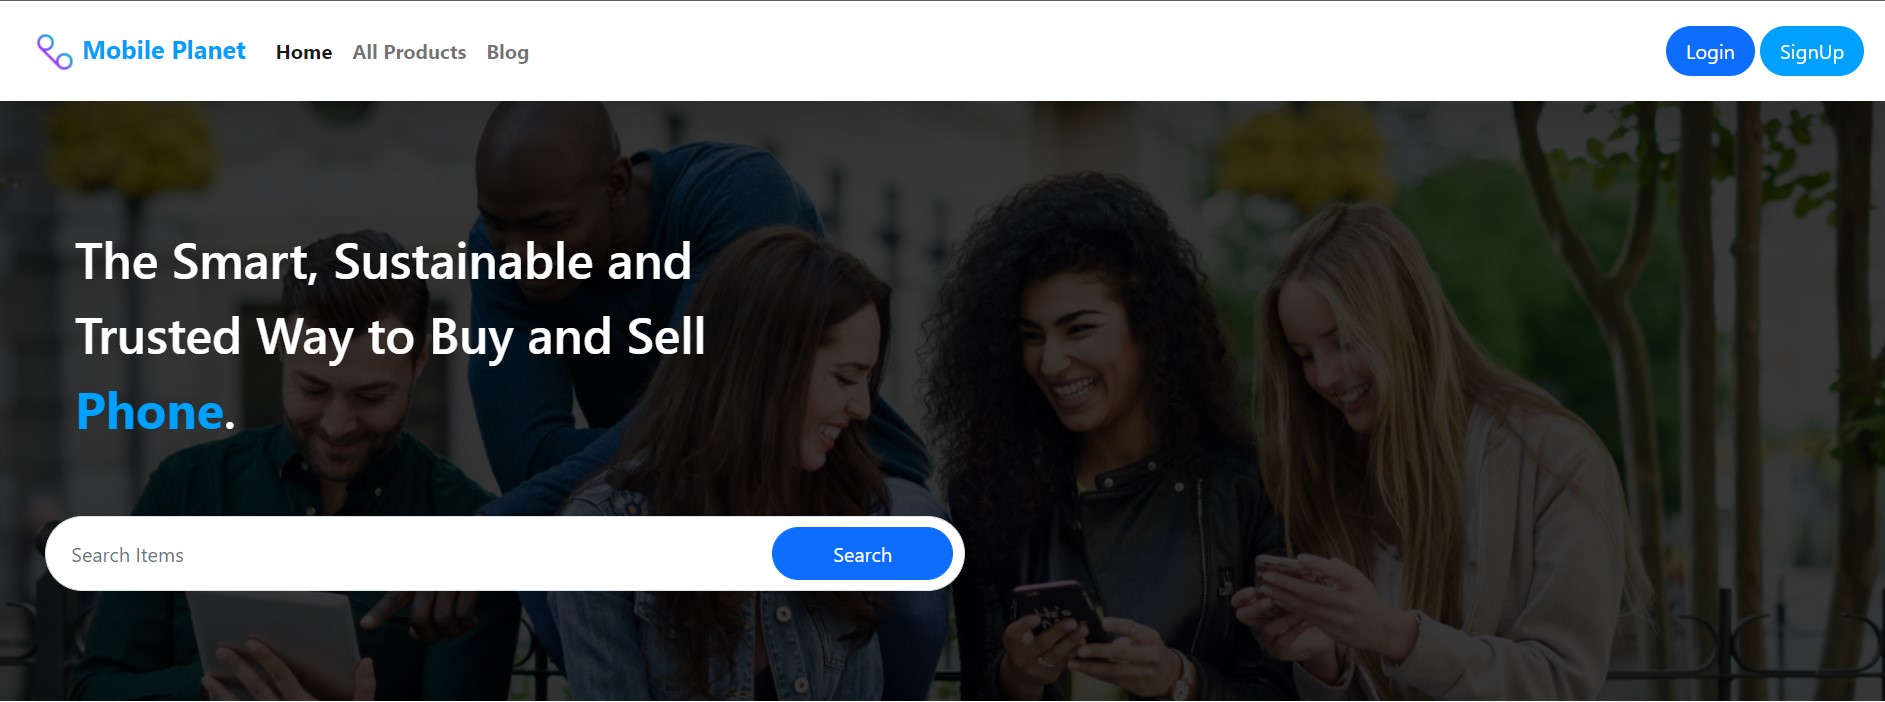 Mobile Planet Home All Products Blog Login SignUp
The Smart, Sustainable and
Trusted Way to Buy and Sell
Phone.
Search Items Search